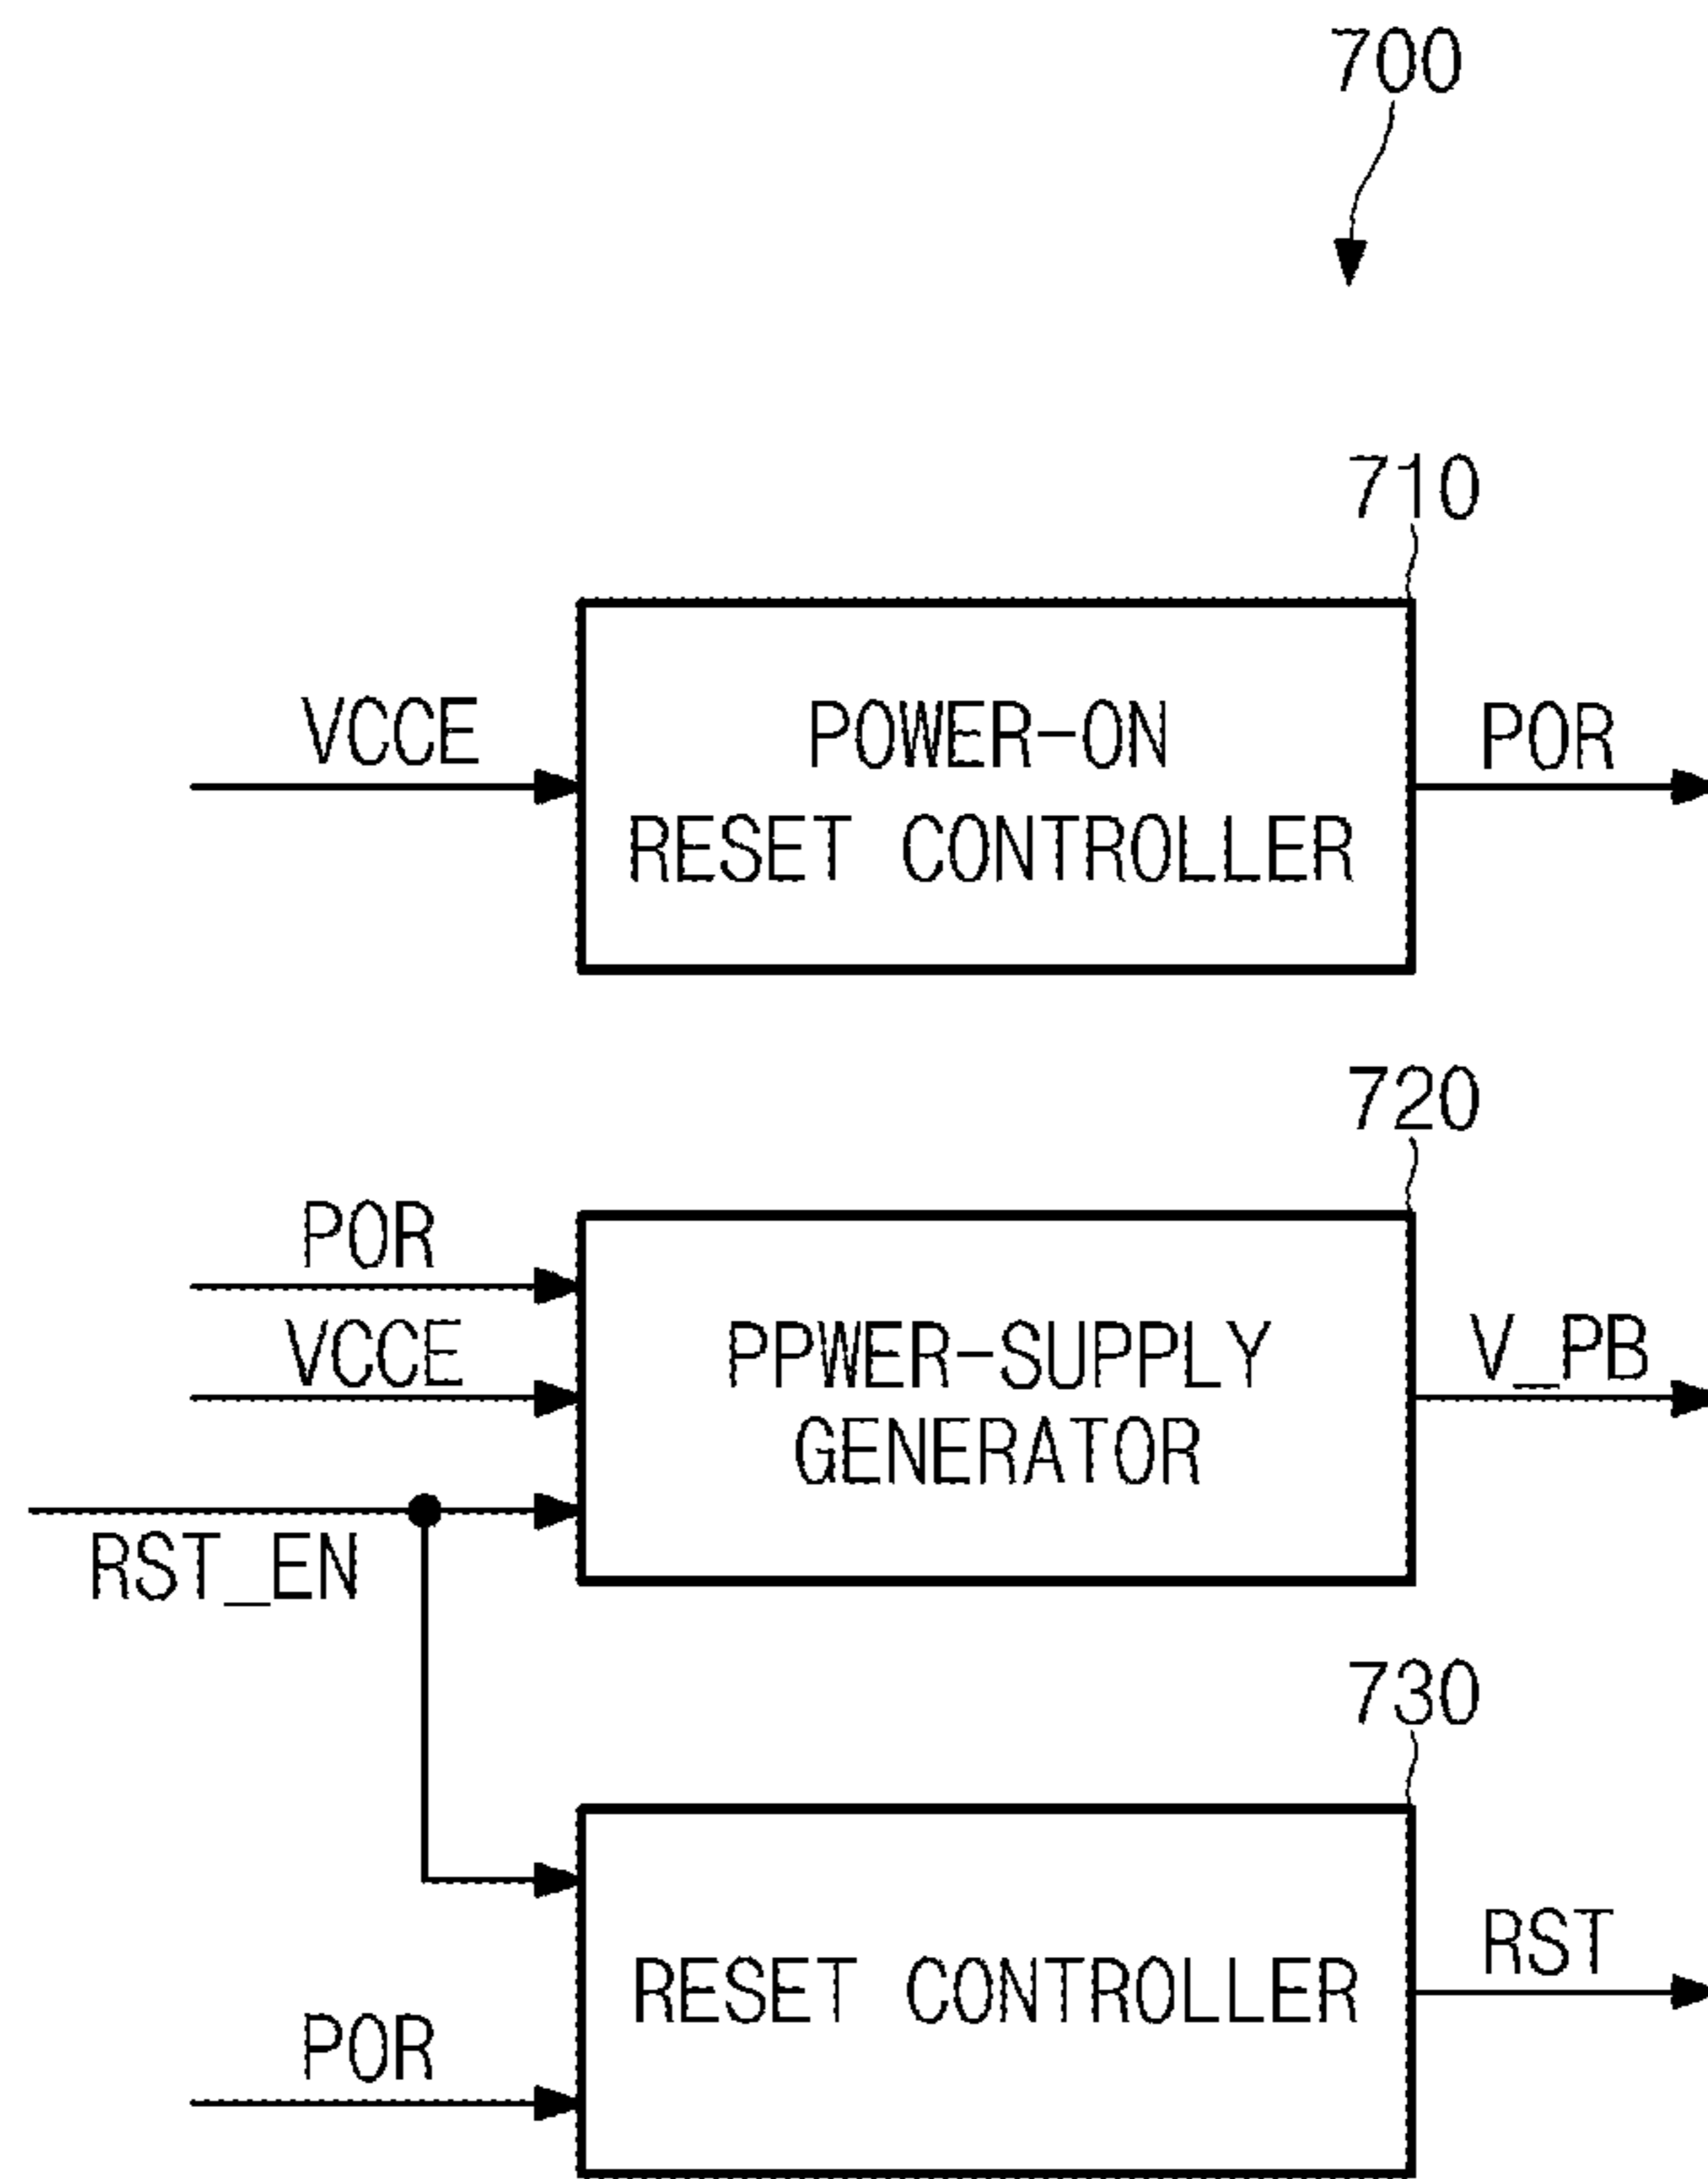 700
710
VCCE
POWER-ON
RESET CONTROLLER
POR
720
POR
VCCE
RST_EN
PPWER-SUPPLY
GENERATOR
V_PB
730
RESET CONTROLLER
RST
POR